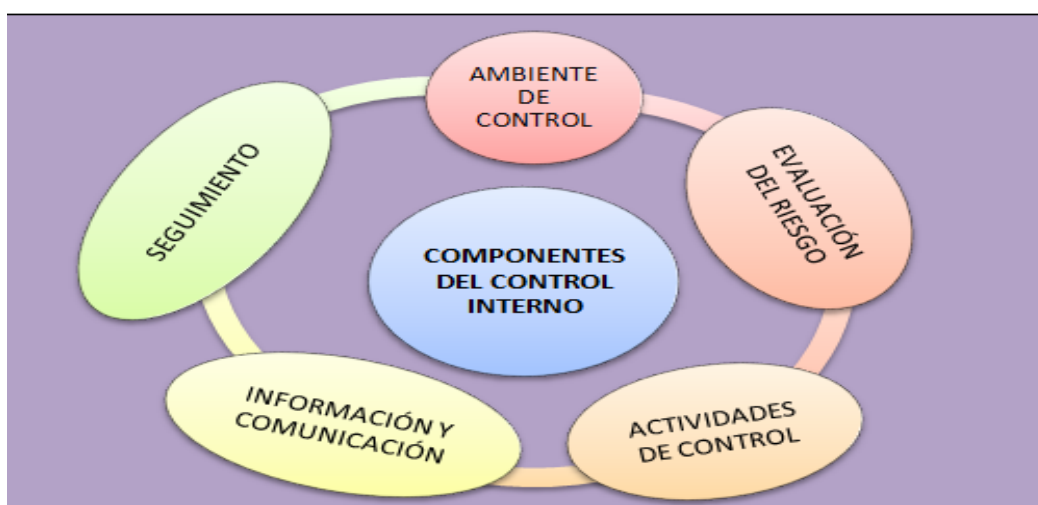 AMBIENTE
DE
CONTROL
EVALUACIÓN
DEL RIESGO
ACTIVIDADES
DE CONTROL
INFORMACIÓN Y
COMUNICACIÓN
SEGUIMIENTO
COMPONENTES
DEL CONTROL
INTERNO